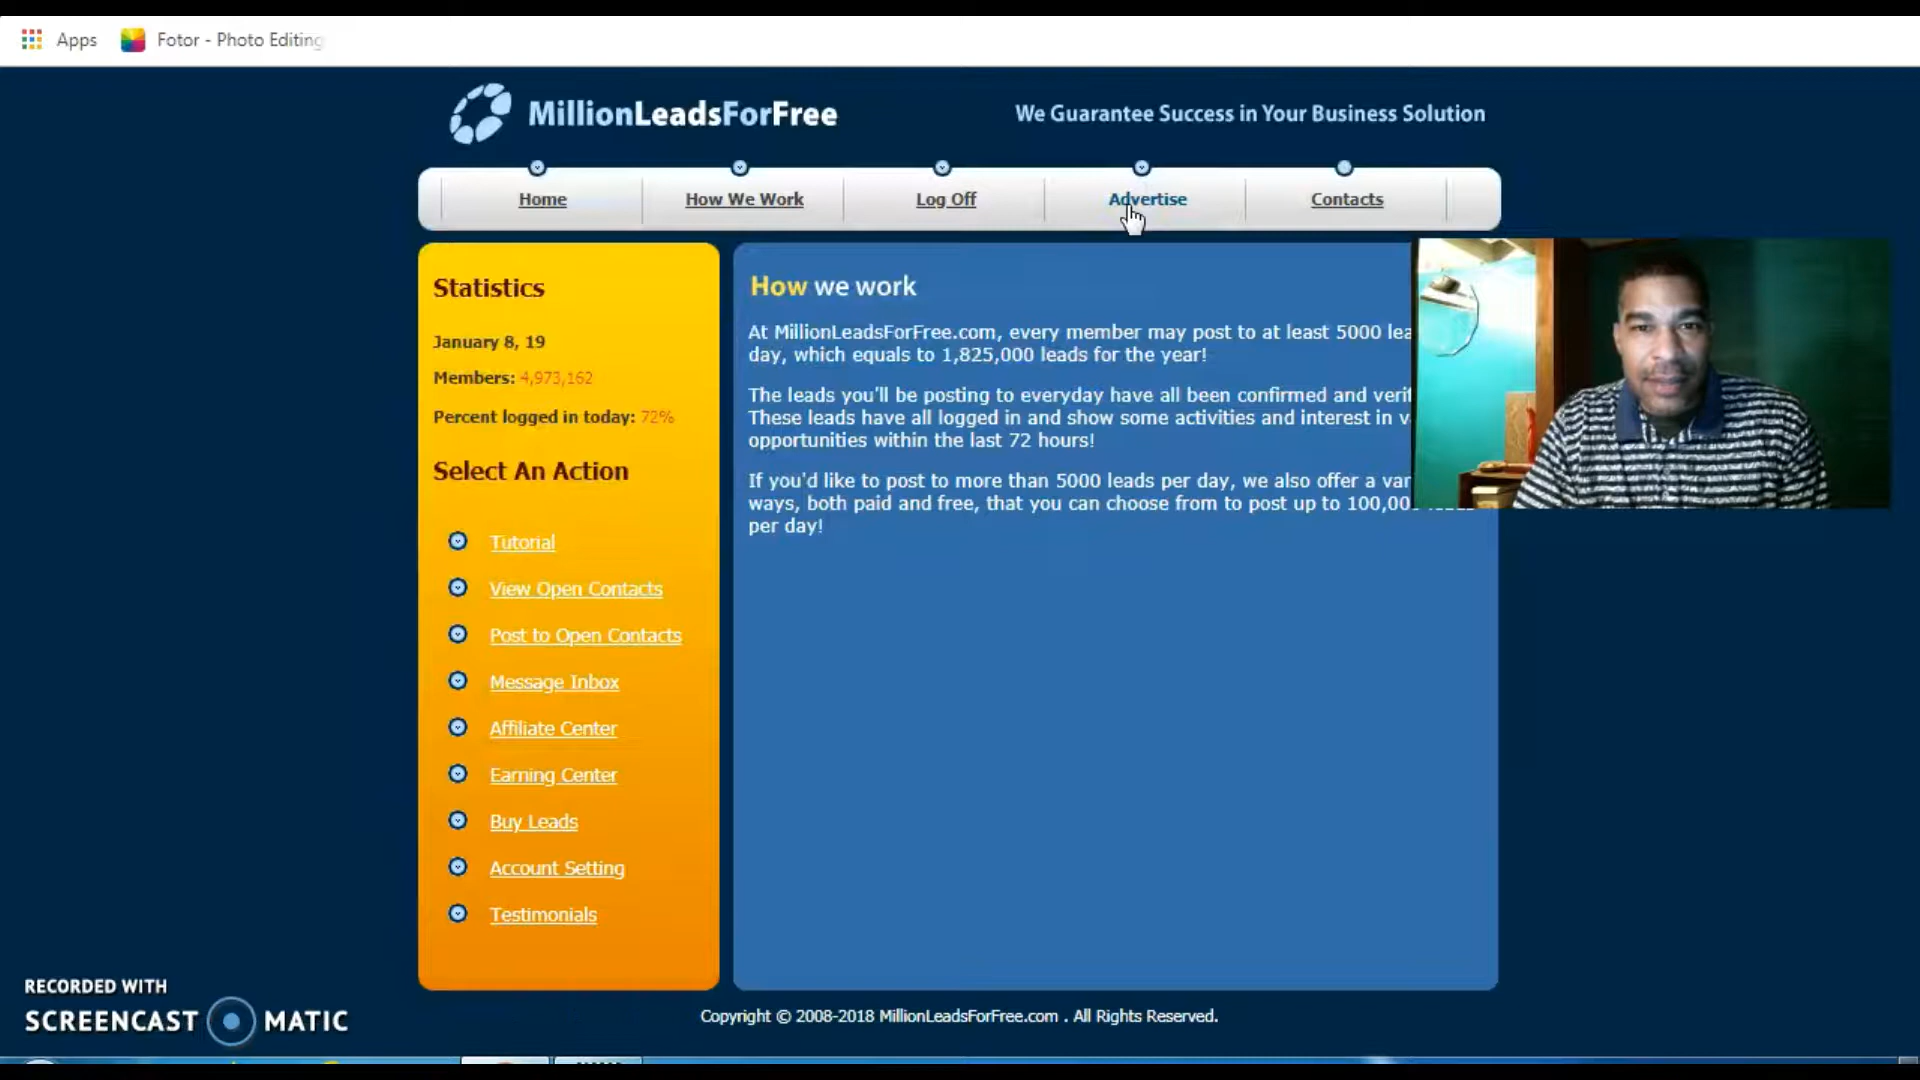 Apps Fotor - Photo Editing
MillionLeadsForFree
We Guarantee Success in Your Business Solution
Home How We Work Log Off Advertise Contacts
Statistics
January 8, 19
Members: 4,973,162
Percent logged in today: 72%
Select An Action
Tutorial
View Open Contacts
Post to Open Contacts
Message Inbox
Affiliate Center
Earning Center
Buy Leads
Account Setting
Testimonials
How we work
At MillionLeadsForFree.com, every member may post to at least 5000
day, which equals to 1,825,000 leads for the year!
The leads you'll be posting to everyday have all been confirmed and
These leads have all logged in and show some activities and interest in
opportunities within the last 72 hours!
If you'd like to post to more than 5000 leads per day, we also offer a
ways, both paid and free, that you can choose from to post up to
per day!
RECORDED WITH
SCREENCAST MATIC
Copyright © 2008-2018 MillionLeadsForFree.com . All Rights Reserved.